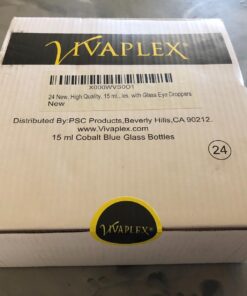 VIVAPLEX®
X000WVS0D1
24 New, High Quality, 15 ml...les, with Glass Eye Droppers
New
Distributed By:PSC Products,Beverly Hills,CA 90212.
www.Vivaplex.com
15 ml Cobalt Blue Glass Bottles
24
VIVAPLEX®